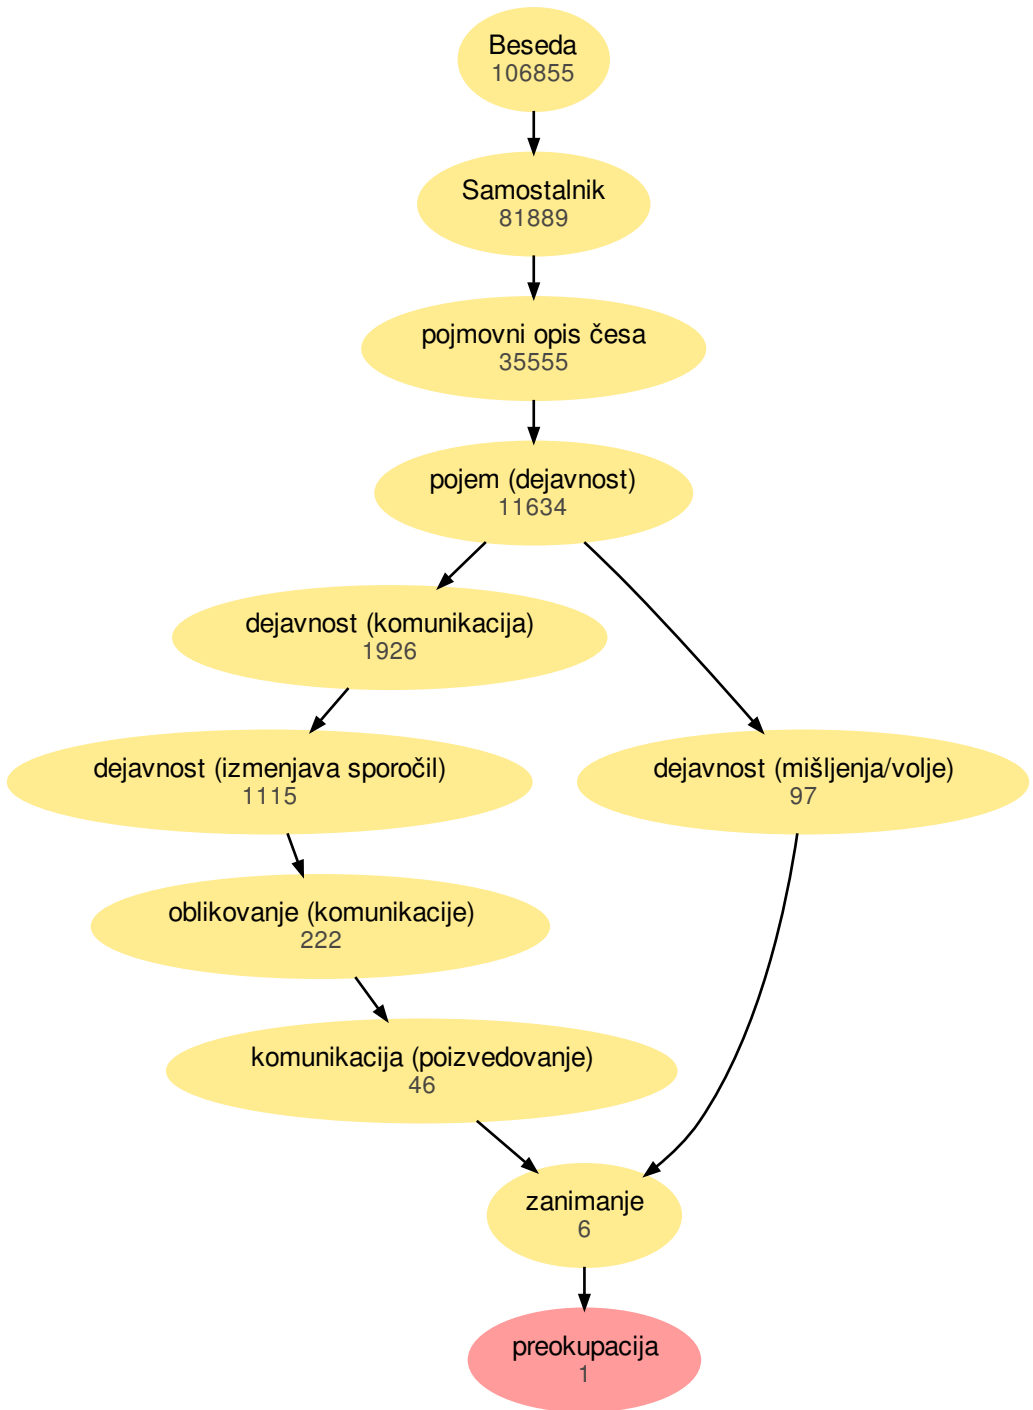 Beseda
106855
Samostalnik
81889
pojmovni opis česa
35555
pojem (dejavnost)
11634
dejavnost (komunikacija)
1926
dejavnost (izmenjava sporočil)
1115
dejavnost (mišljenja/volje)
97
oblikovanje (komunikacije)
222
komunikacija (poizvedovanje)
46
zanimanje
6
preokupacija
1